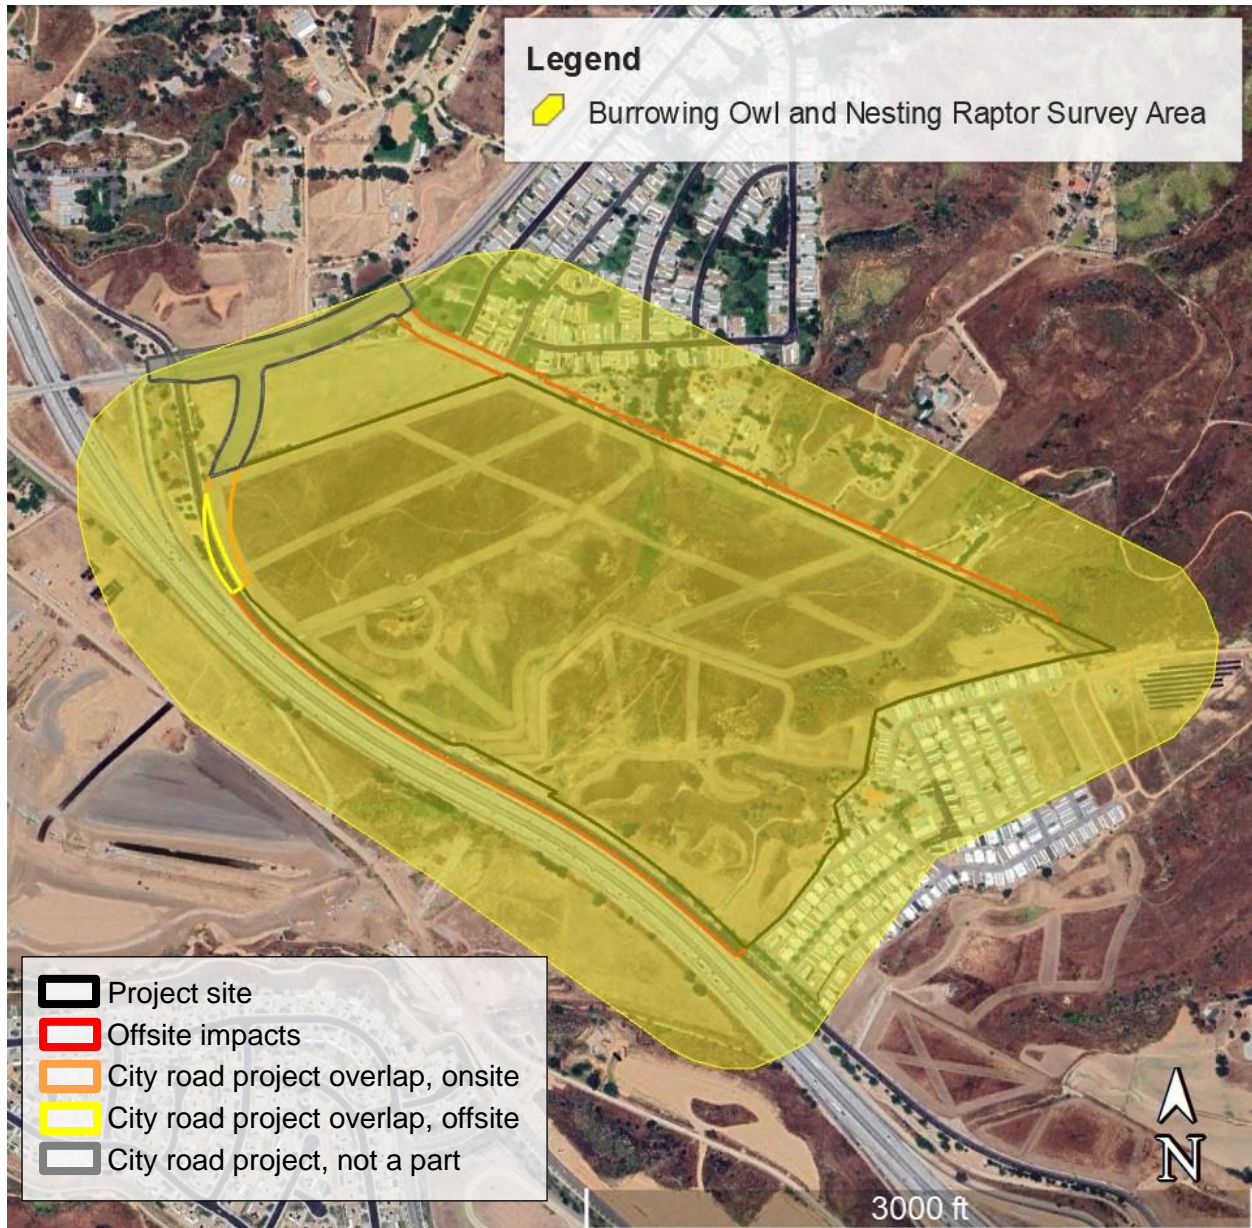 Legend
Burrowing Owl and Nesting Raptor Survey Area
Project site
Offsite impacts
City road project overlap, onsite
City road project overlap, offsite
City road project, not a part
N
3000 ft